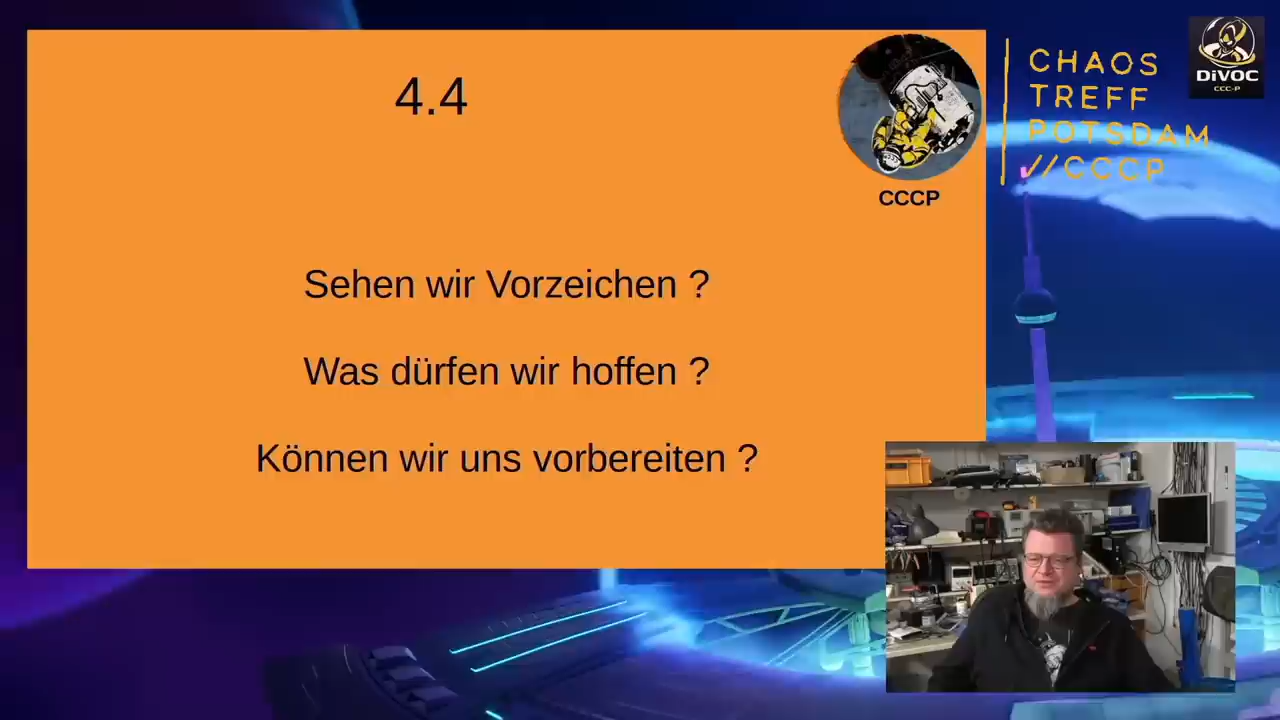 4.4
CCCP
Sehen wir Vorzeichen ?
Was dürfen wir hoffen ?
Können wir uns vorbereiten ?
CHAOS
TREFF
POTSDAM
//CCCP
DiVOC
CCC-P